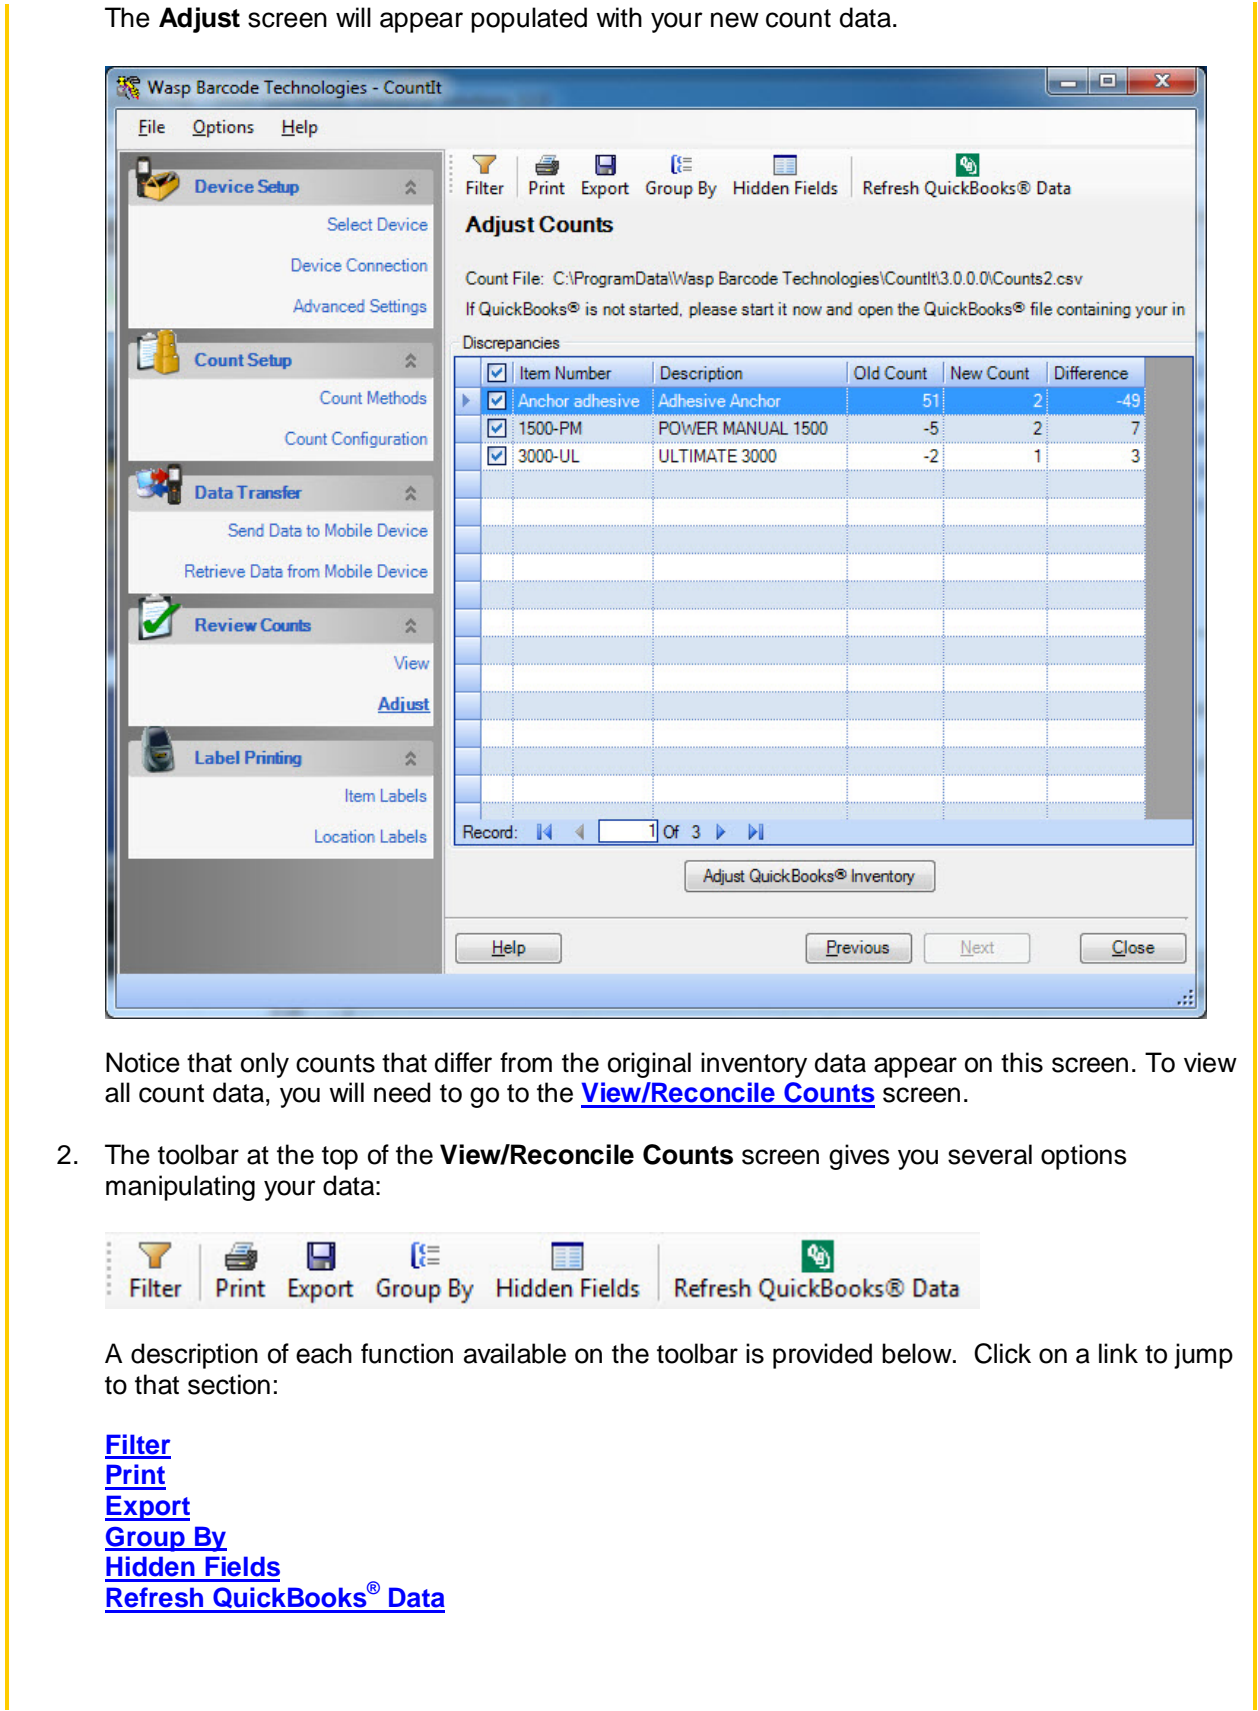 The Adjust screen will appear populated with your new count data.
Wasp Barcode Technologies - CountIt
File Options Help
Device Setup
Select Device
Device Connection
Advanced Settings
Count Setup
Count Methods
Count Configuration
Data Transfer
Send Data to Mobile Device
Retrieve Data from Mobile Device
Review Counts
View
Adjust
Label Printing
Item Labels
Location Labels
Filter Print Export Group By Hidden Fields Refresh QuickBooks® Data
Adjust Counts
Count File: C:\ProgramData\Wasp Barcode Technologies\CountIt\3.0.0.0\Counts2.csv
If QuickBooks® is not started, please start it now and open the QuickBooks® file containing your in
Discrepancies
Item Number Description Old Count New Count Difference
Anchor adhesive Adhesive Anchor 51 2 -49
1500-PM POWER MANUAL 1500 -5 2 7
3000-UL ULTIMATE 3000 -2 1 3
Record: 1 Of 3
Adjust QuickBooks® Inventory
Help Previous Next Close
Notice that only counts that differ from the original inventory data appear on this screen. To view
all count data, you will need to go to the View/Reconcile Counts screen.
2. The toolbar at the top of the View/Reconcile Counts screen gives you several options
manipulating your data:
Filter Print Export Group By Hidden Fields Refresh QuickBooks® Data
A description of each function available on the toolbar is provided below. Click on a link to jump
to that section:
Filter
Print
Export
Group By
Hidden Fields
Refresh QuickBooks® Data